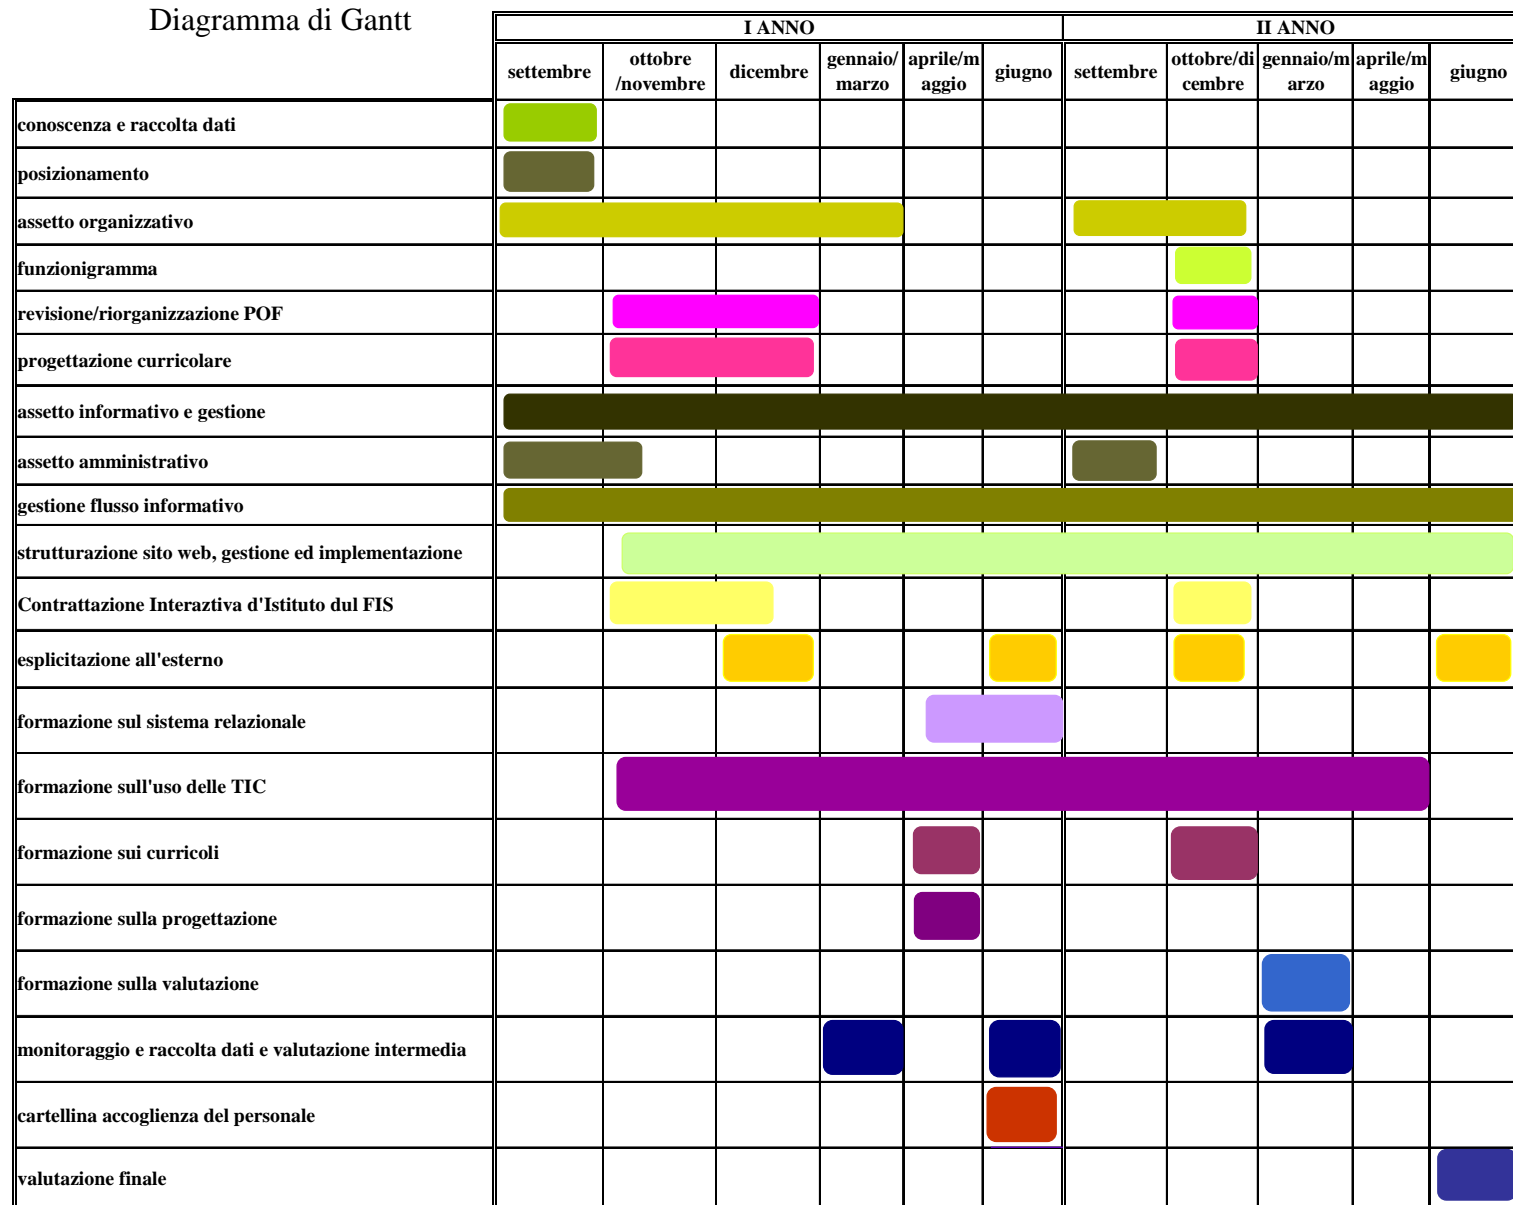 Diagramma di Gantt
I ANNO
II ANNO
settembre
ottobre
/novembre
dicembre
gennaio/
marzo
aprile/m
aggio
giugno
settembre
ottobre/di
cembre
gennaio/m
arzo
aprile/m
aggio
giugno
conoscenza e raccolta dati
posizionamento
assetto organizzativo
funzionigramma
revisione/riorganizzazione POF
progettazione curricolare
assetto informativo e gestione
assetto amministrativo
gestione flusso informativo
strutturazione sito web, gestione ed implementazione
Contrattazione Interaztiva d'Istituto dul FIS
esplicitazione all'esterno
formazione sul sistema relazionale
formazione sull'uso delle TIC
formazione sui curricoli
formazione sulla progettazione
formazione sulla valutazione
monitoraggio e raccolta dati e valutazione intermedia
cartellina accoglienza del personale
valutazione finale